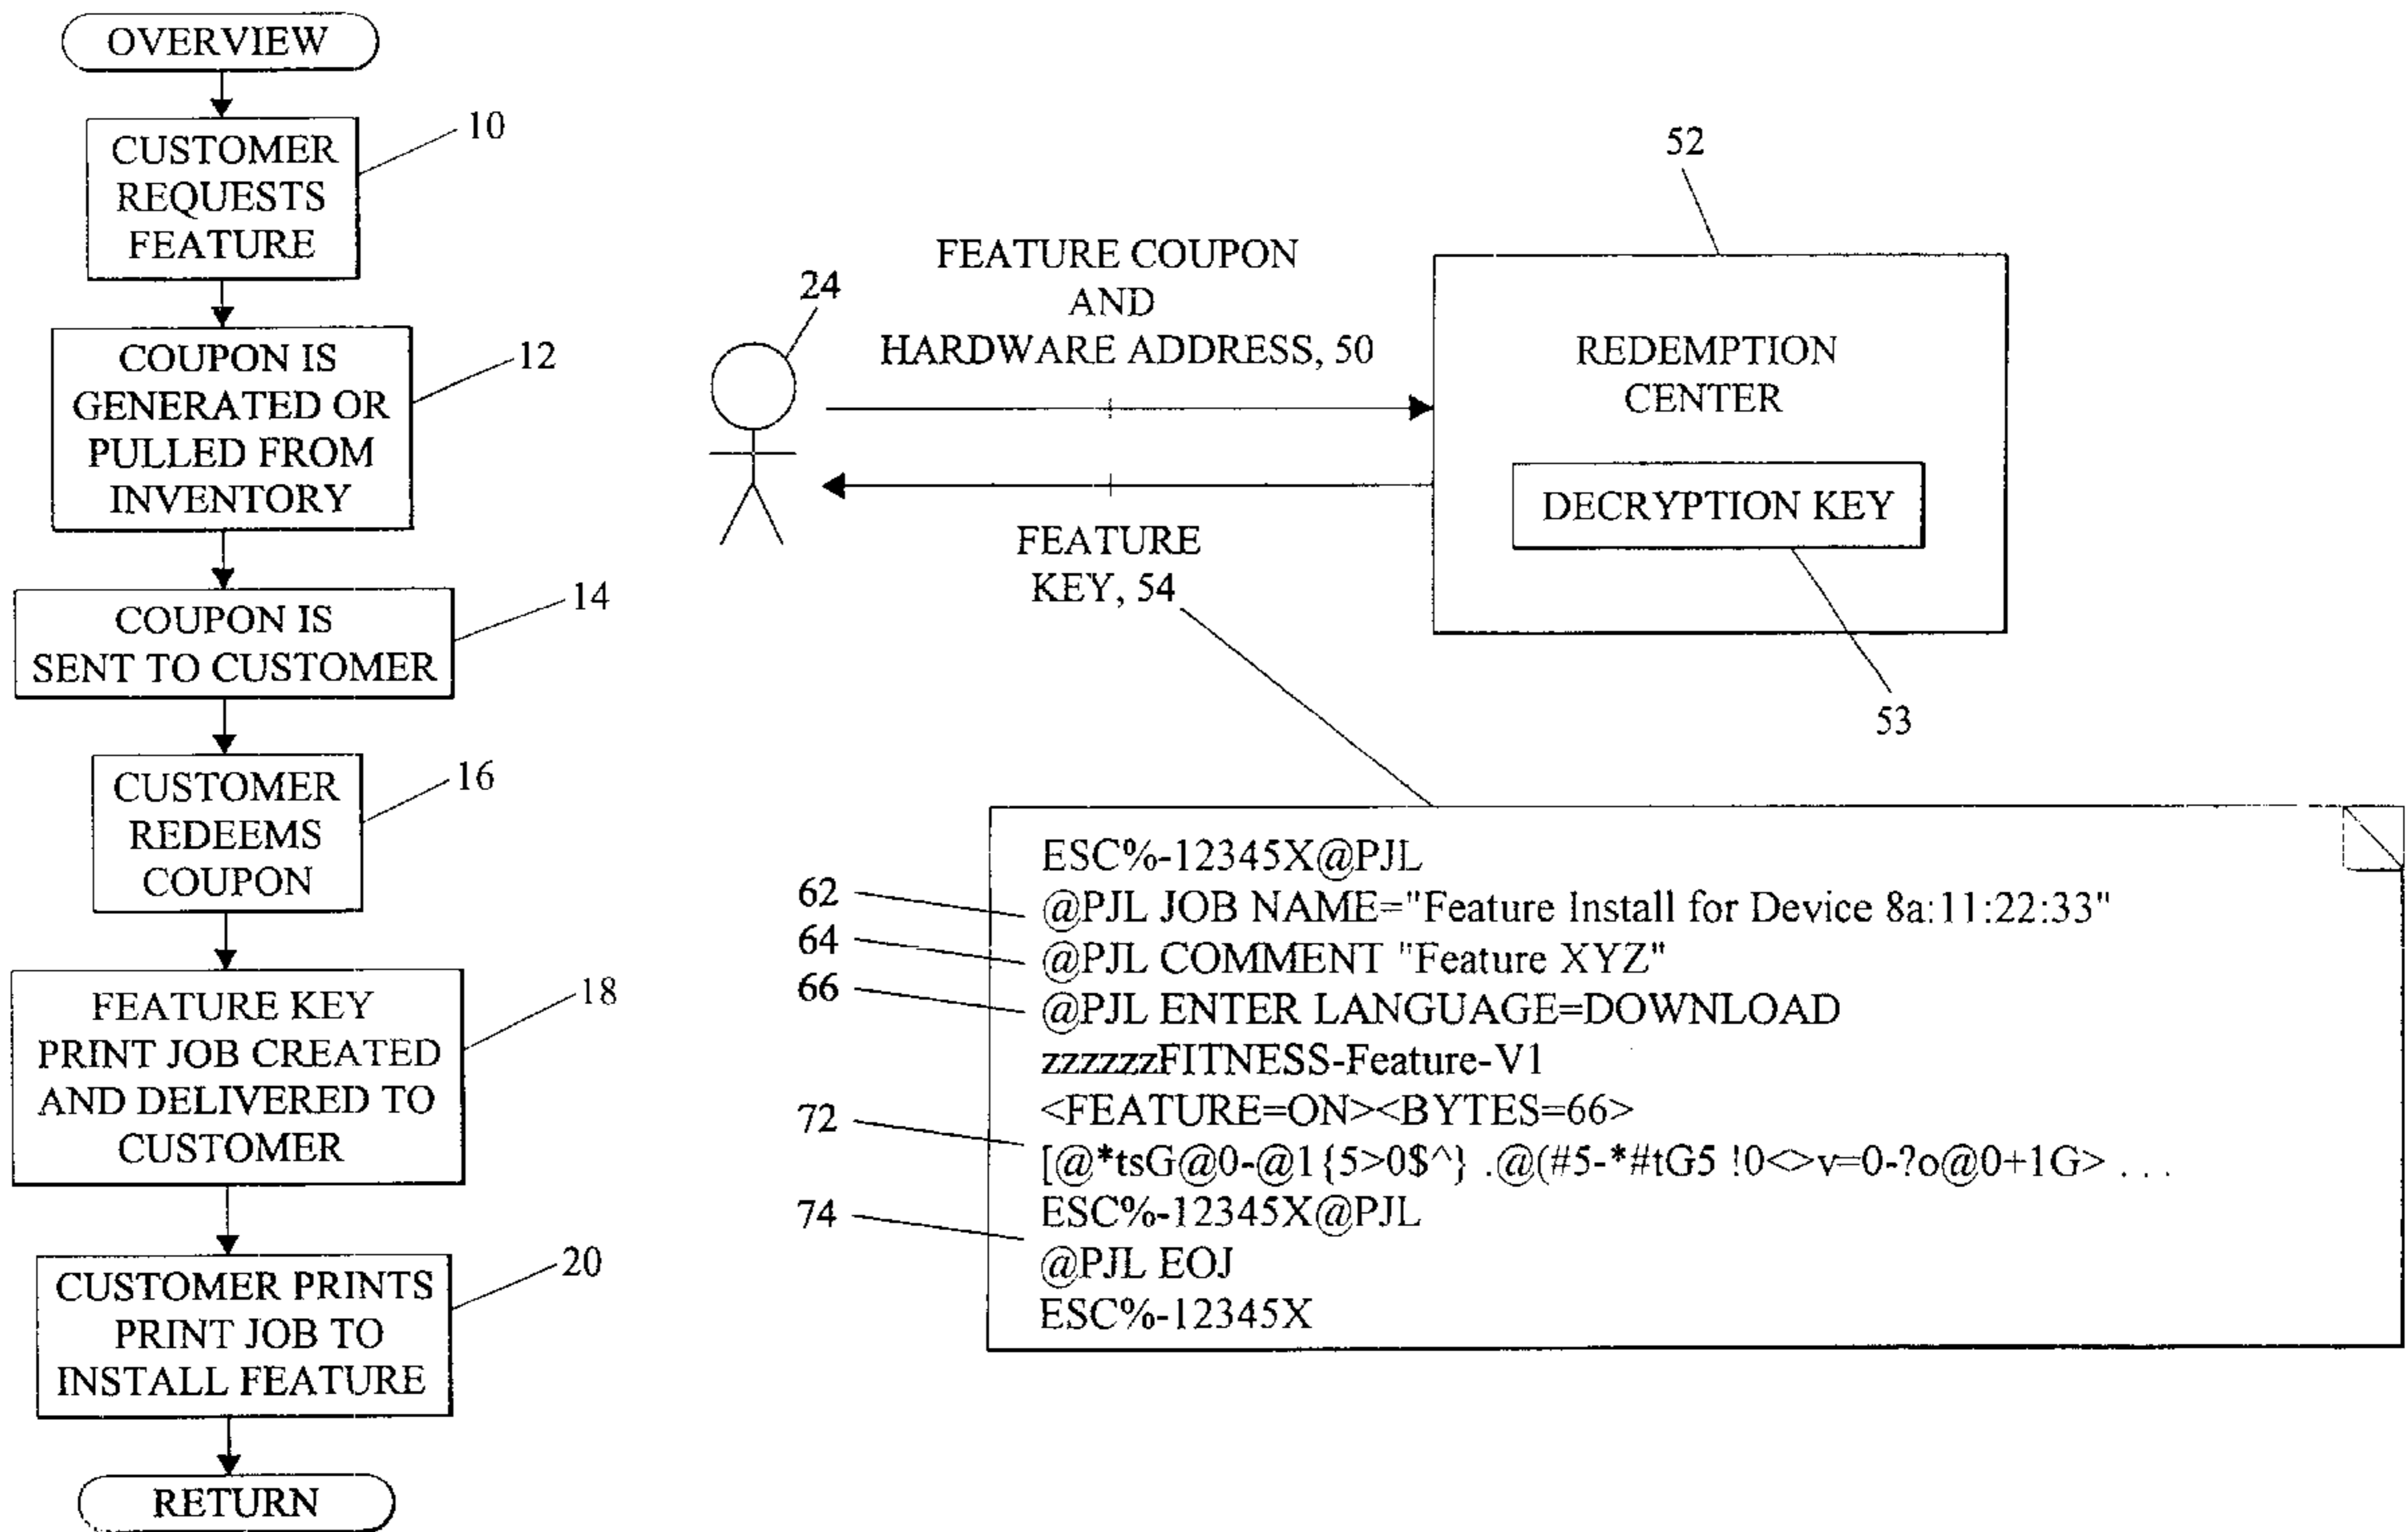 OVERVIEW
10
CUSTOMER
REQUESTS
FEATURE
12
COUPON IS
GENERATED OR
PULLED FROM
INVENTORY
14
COUPON IS
SENT TO CUSTOMER
16
CUSTOMER
REDEEMS
COUPON
18
FEATURE KEY
PRINT JOB CREATED
AND DELIVERED TO
CUSTOMER
20
CUSTOMER PRINTS
PRINT JOB TO
INSTALL FEATURE
RETURN
24
FEATURE COUPON
AND
HARDWARE ADDRESS, 50
52
REDEMPTION
CENTER
DECRYPTION KEY
53
FEATURE
KEY, 54
ESC%-12345X@PJL
62 @PJL JOB NAME="Feature Install for Device 8a:11:22:33"
64 @PJL COMMENT "Feature XYZ"
66 @PJL ENTER LANGUAGE=DOWNLOAD
zzzzzzFITNESS-Feature-V1
<FEATURE=ON><BYTES=66>
72 [@*tsG@0-@1{5>0$^} .@(#5-*#tG5 !0<>v=0-?o@0+1G> . . .
ESC%-12345X@PJL
74 @PJL EOJ
ESC%-12345X